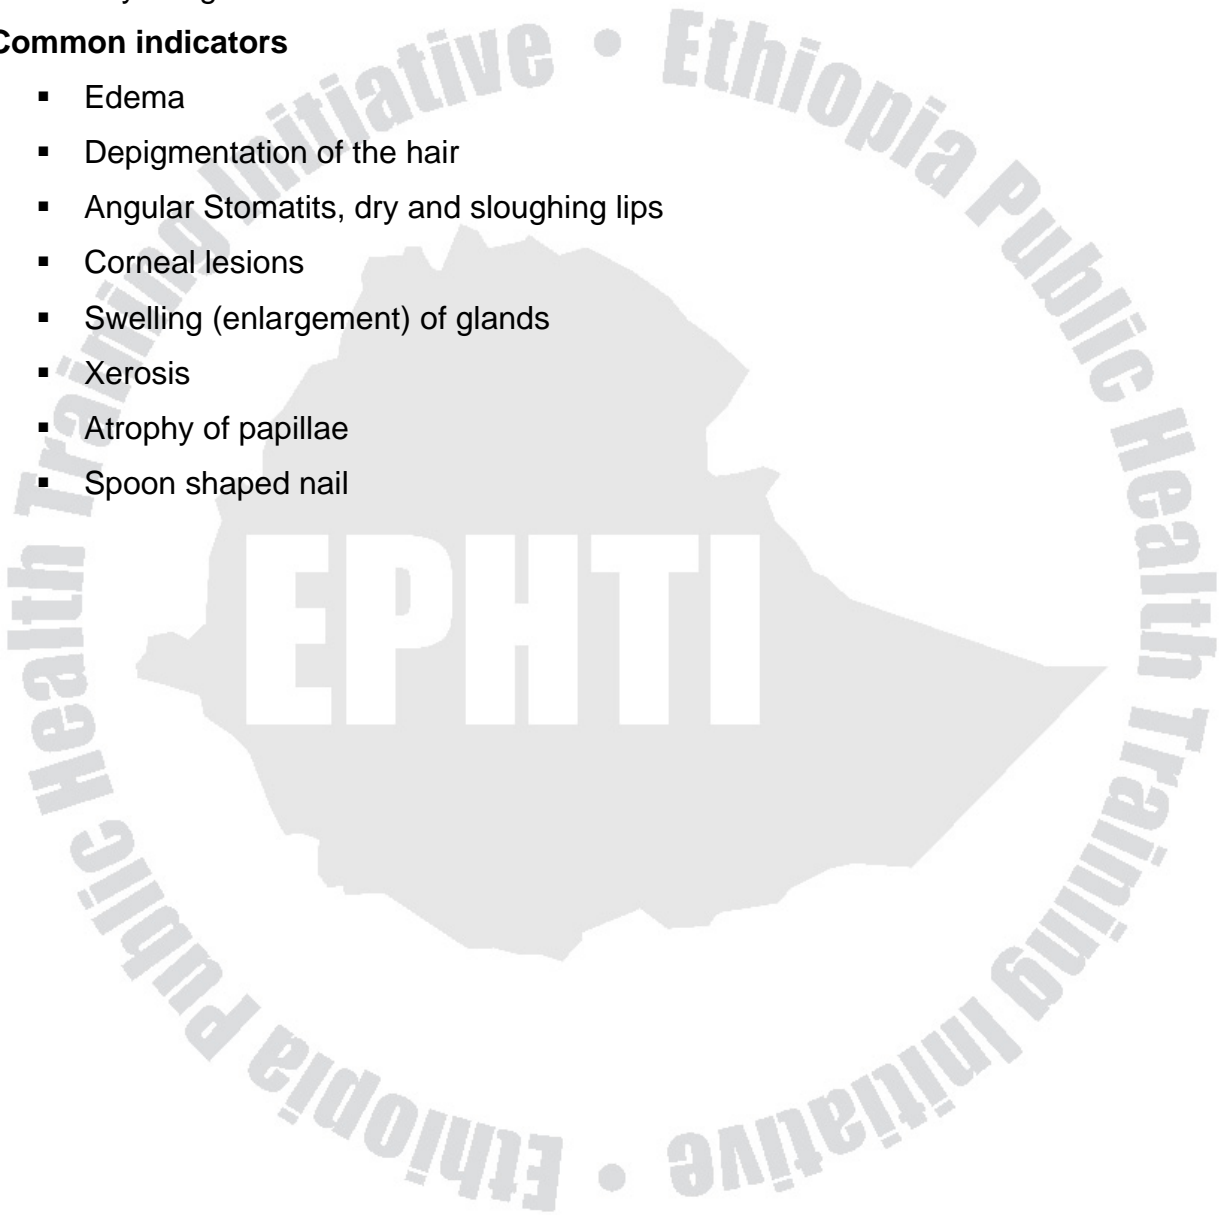 Common indicators
▪ Edema
▪ Depigmentation of the hair
▪ Angular Stomatits, dry and sloughing lips
▪ Corneal lesions
▪ Swelling (enlargement) of glands
▪ Xerosis
▪ Atrophy of papillae
▪ Spoon shaped nail
EPHTI
Ethiopia Public Health Training Initiative • Ethiopia Public Health Training Initiative •